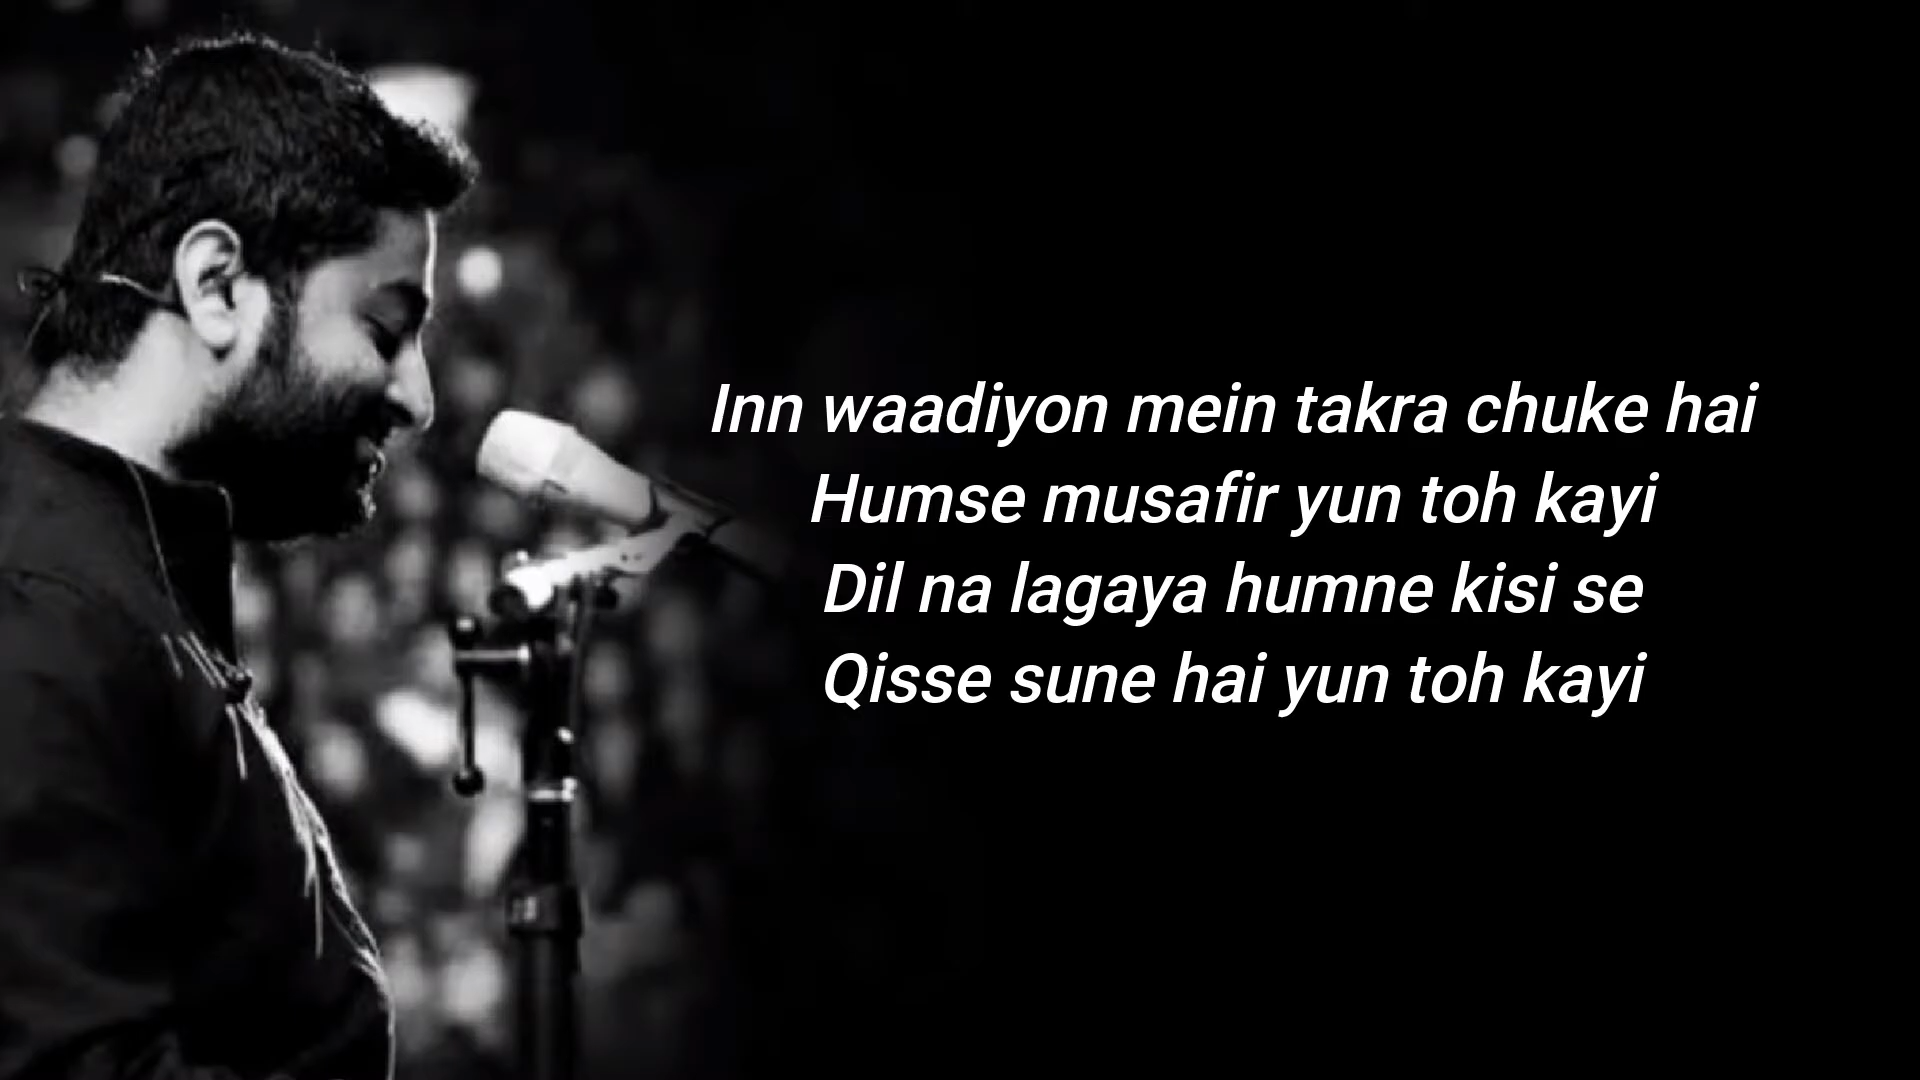 Inn waadiyon mein takra chuke hai
Humse musafir yun toh kayi
Dil na lagaya humne kisi se
Qisse sune hai yun toh kayi